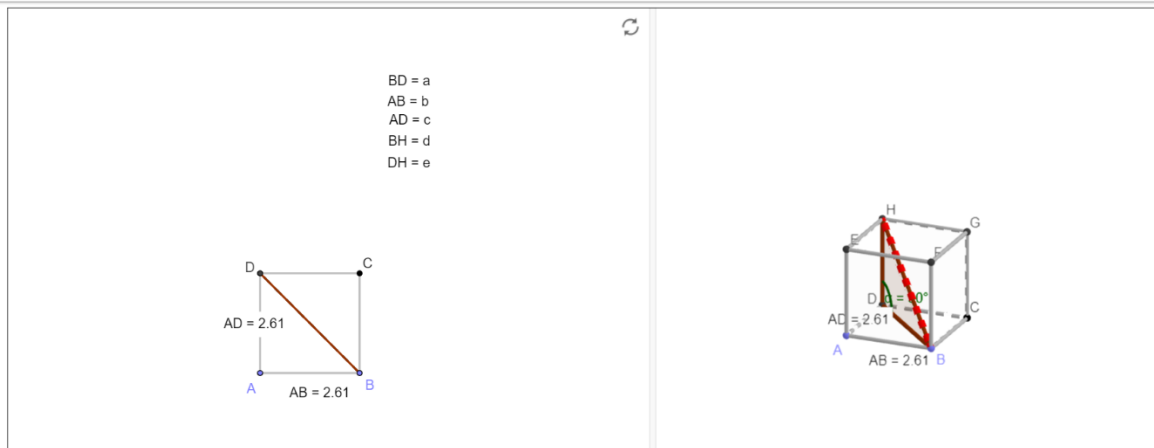 BD = a
AB = b
AD = c
BH = d
DH = e
D
C
AD = 2.61
A
B
AB = 2.61
H
G
E
F
D
C
AD = 2.61
A
B
AB = 2.61